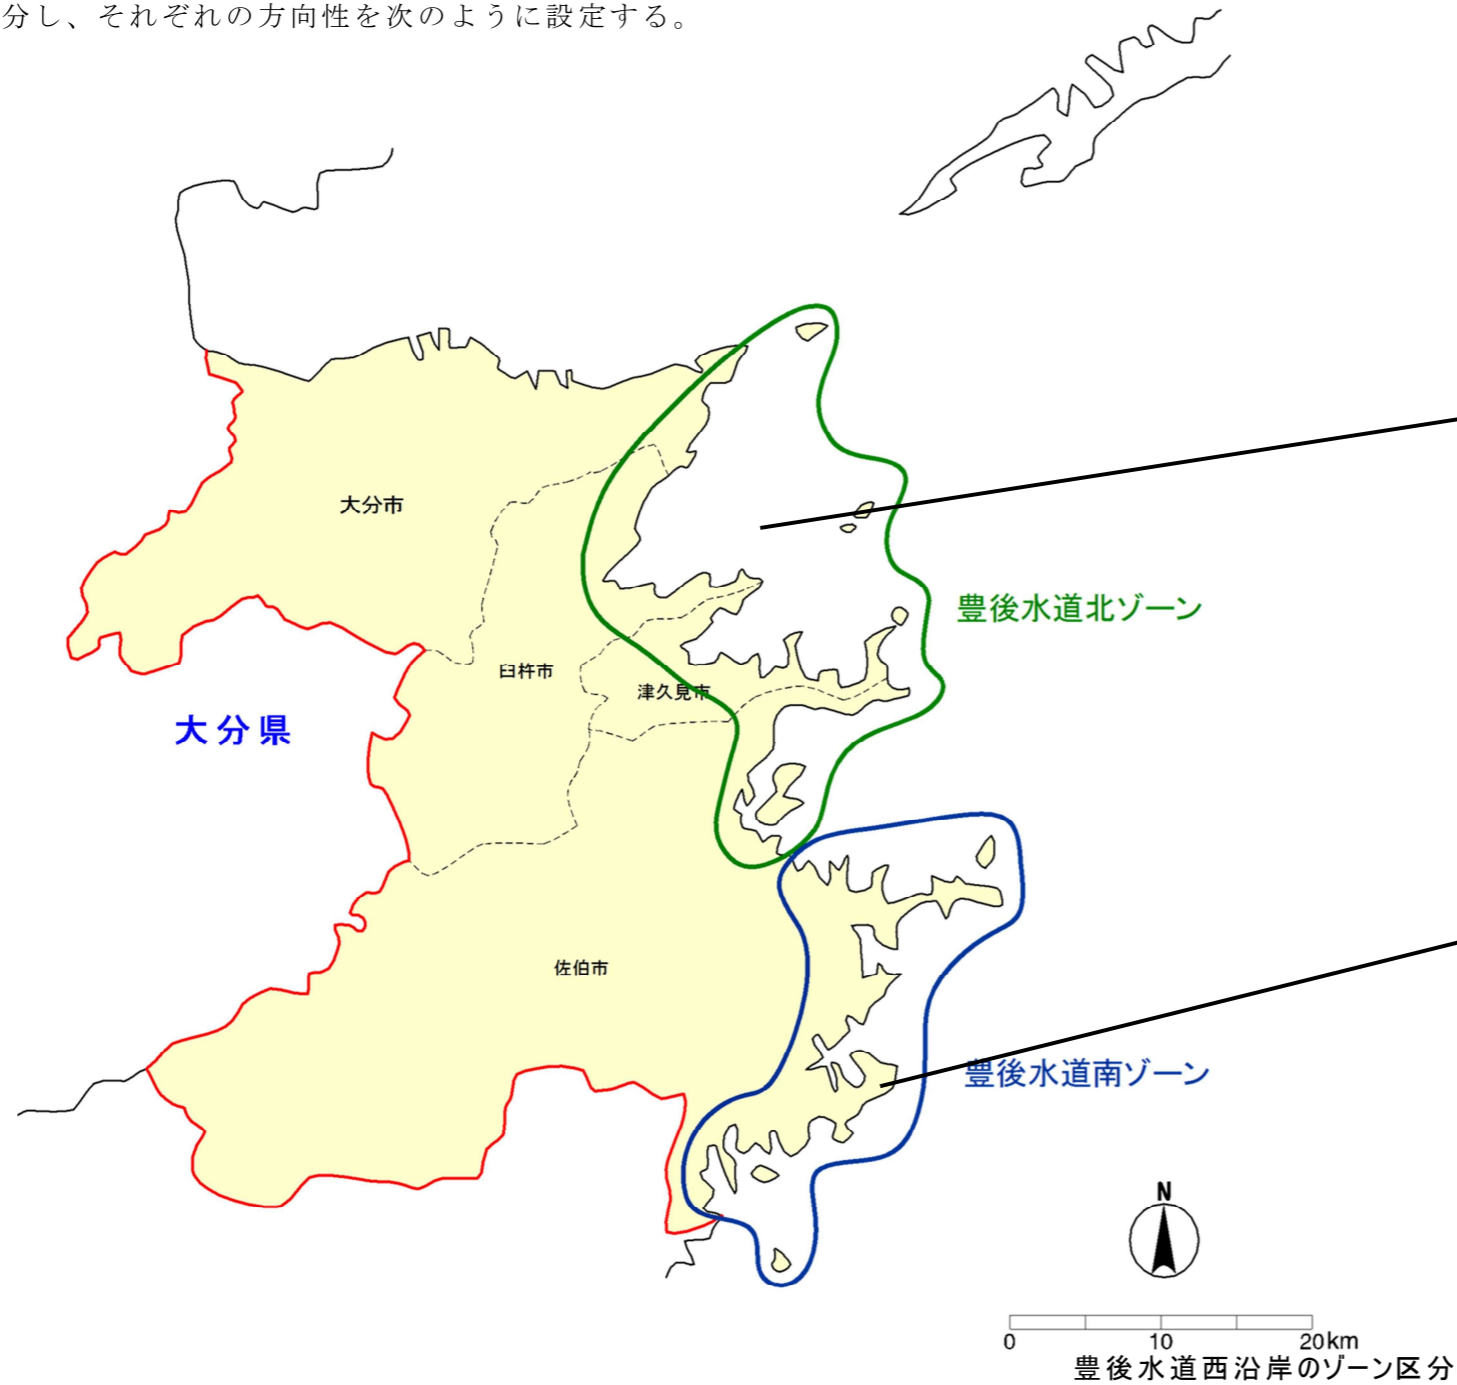 分し、それぞれの方向性を次のように設定する。
大分市
豊後水道北ゾーン
臼杵市
津久見市
大分県
佐伯市
豊後水道南ゾーン
N
0 10 20km
豊後水道西沿岸のゾーン区分